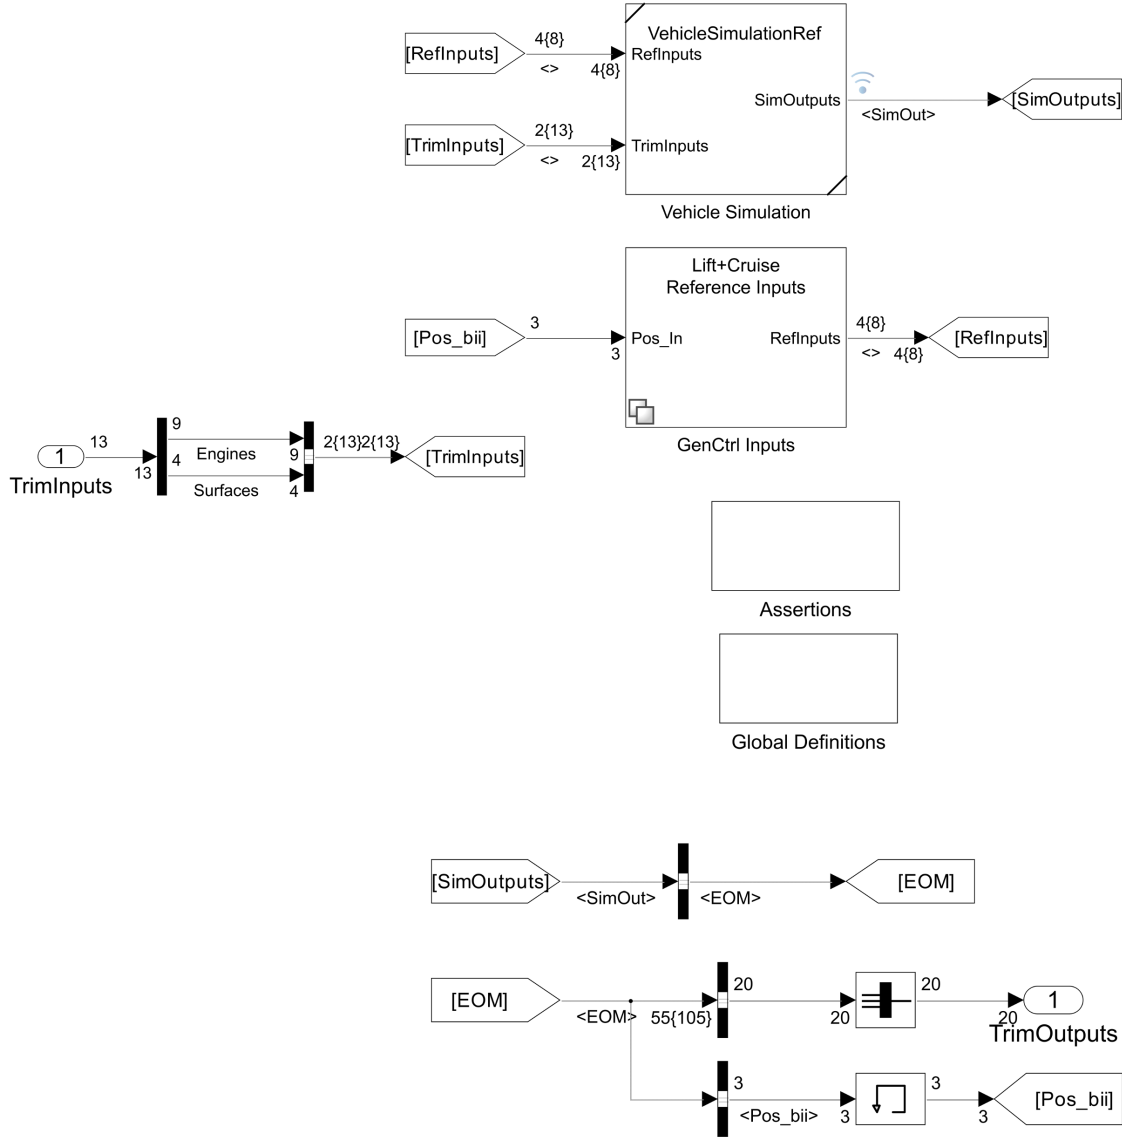 4{8}
VehicleSimulationRef
[RefInputs]
RefInputs
<>
4{8}
SimOutputs
[SimOutputs]
<SimOut>
2{13}
[TrimInputs]
TrimInputs
<>
2{13}
Vehicle Simulation
Lift+Cruise
Reference Inputs
3
4{8}
[Pos_bii]
Pos_In
RefInputs
[RefInputs]
3
<>
4{8}
9
GenCtrl Inputs
13
Engines
2{13}
2{13}
1
4
9
[TrimInputs]
13
TrimInputs
Surfaces
4
Assertions
Global Definitions
[SimOutputs]
[EOM]
<SimOut>
<EOM>
20
20
[EOM]
1
<EOM>
55{105}
20
20
TrimOutputs
3
3
[Pos_bii]
<Pos_bii>
3
3